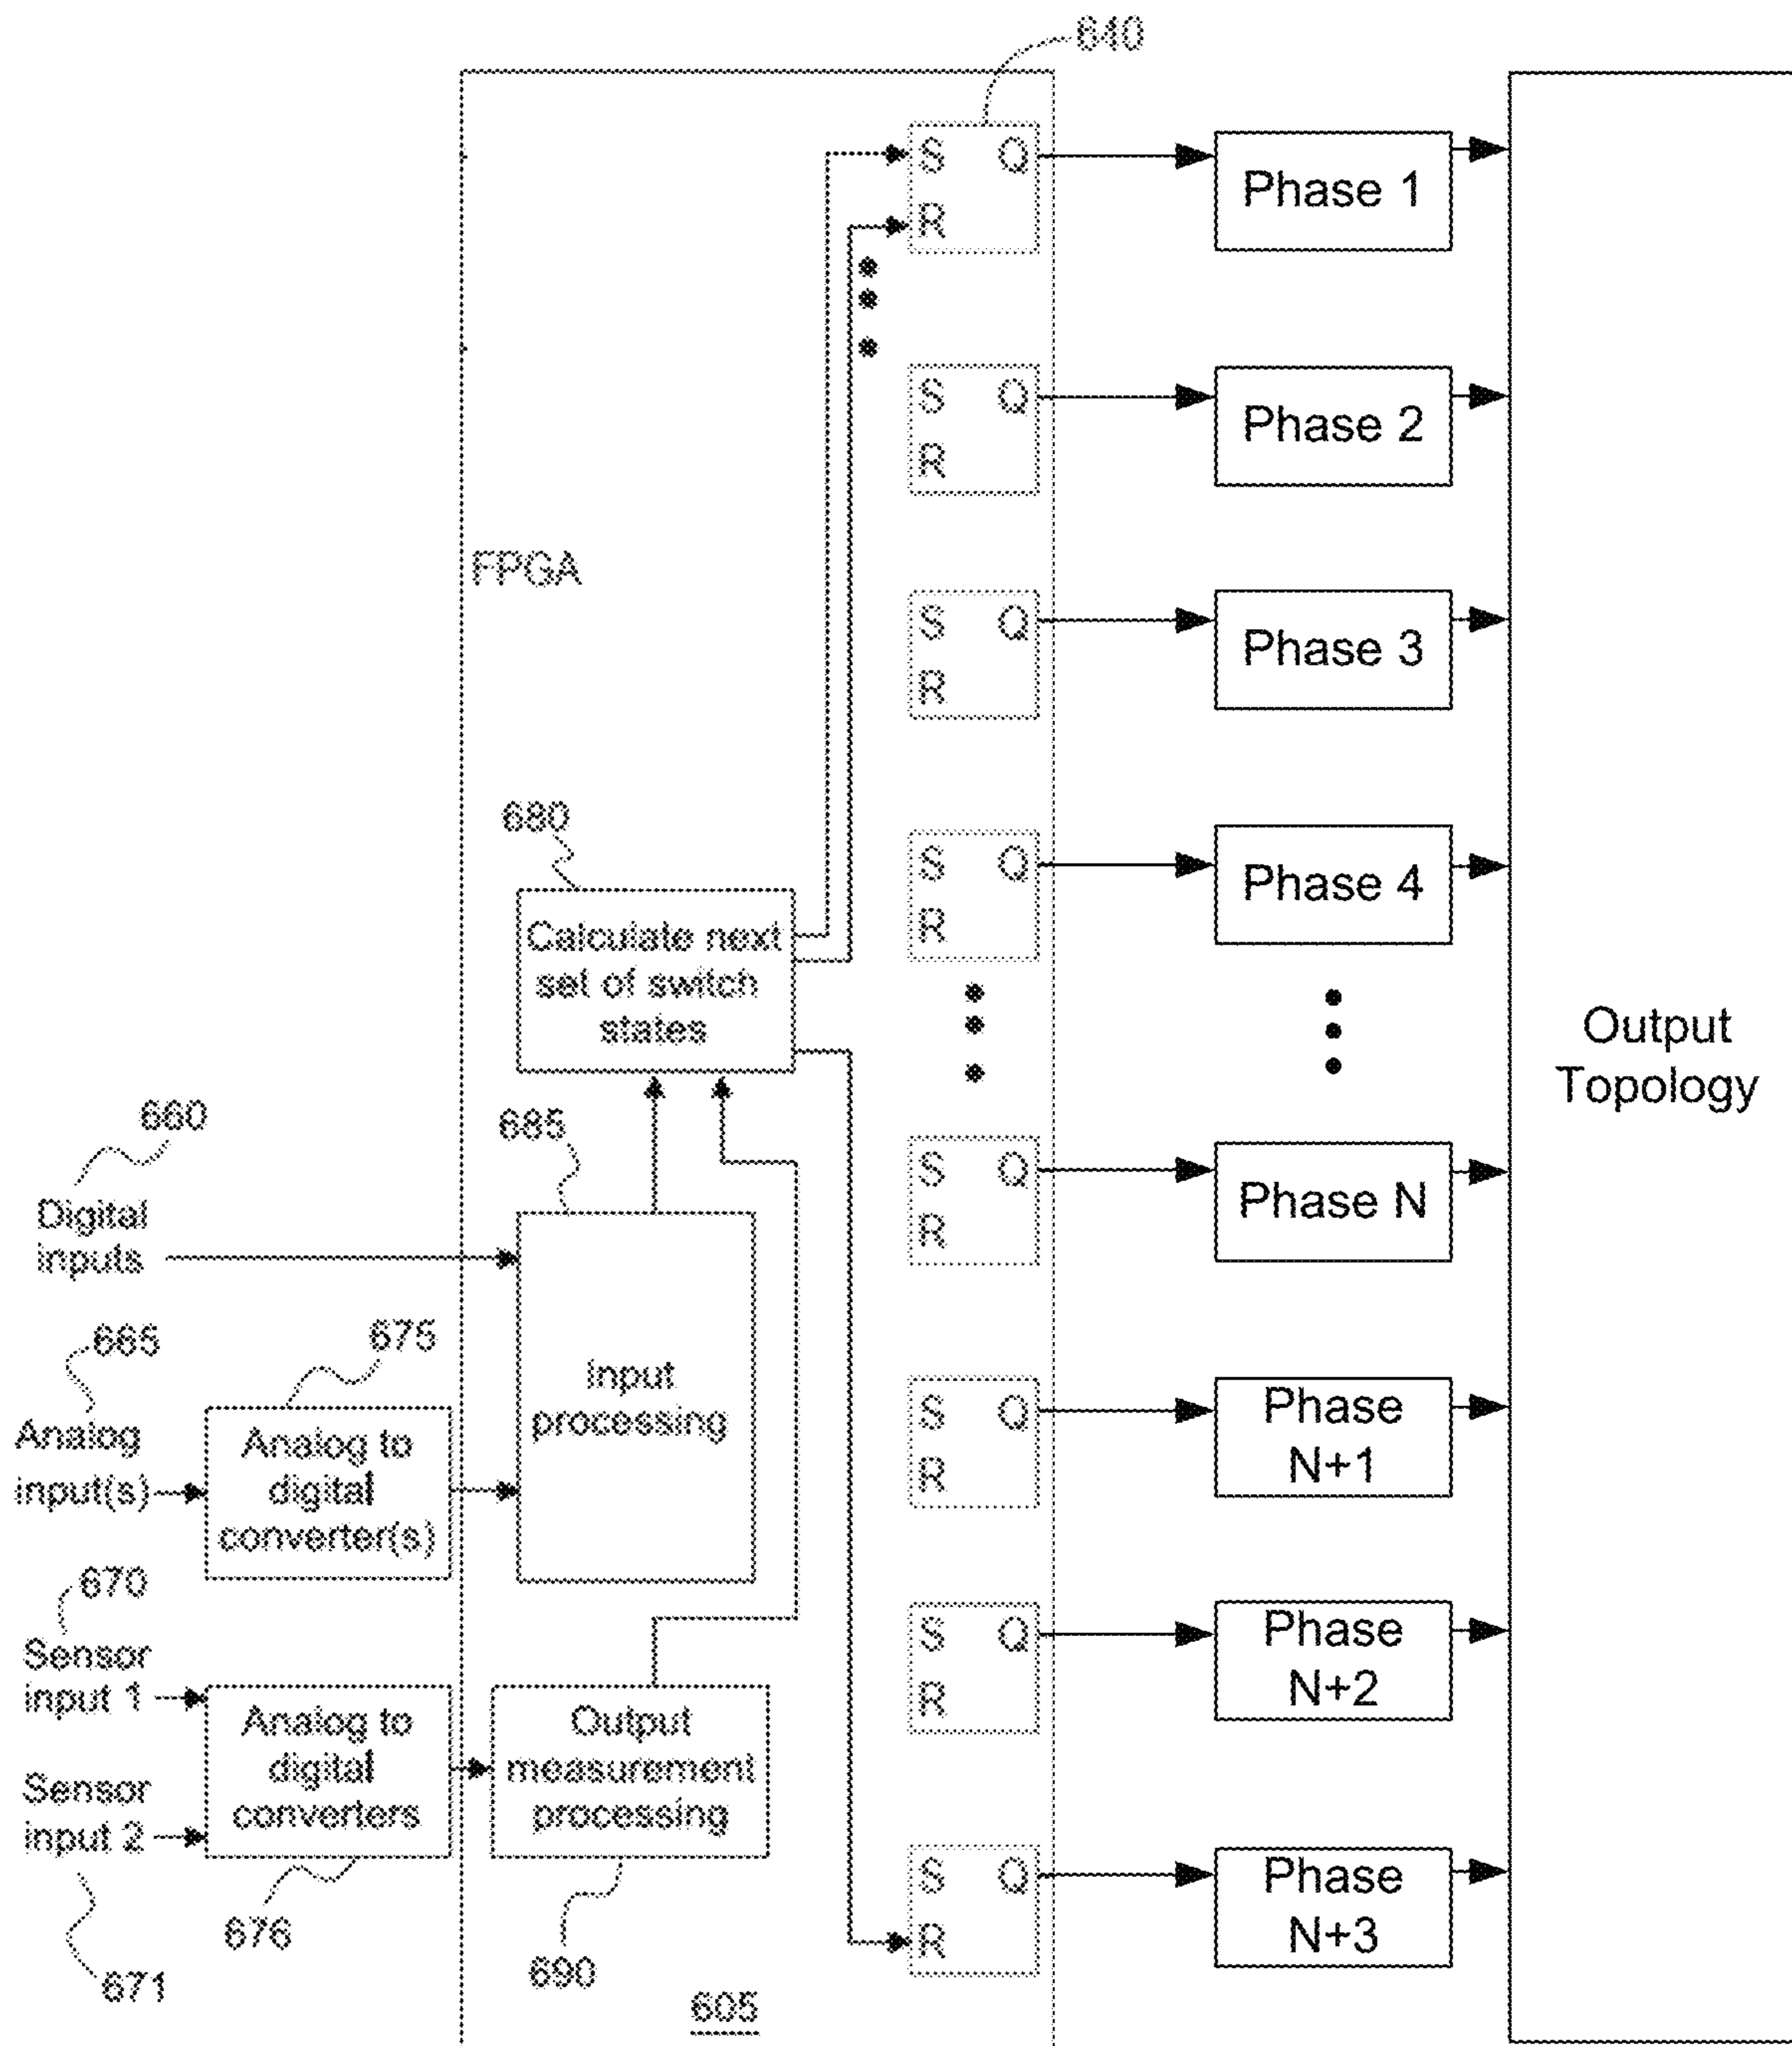 640
S Q
R
Phase 1
S Q
R
Phase 2
FPGA
S Q
R
Phase 3
680
S Q
R
Phase 4
Calculate next
set of switch
states
Output
Topology
660
685
Digital
inputs
S Q
R
Phase N
665
675
Analog
input(s)
Analog to
digital
converter(s)
Input
processing
S Q
R
Phase
N+1
670
Sensor
input 1
S Q
R
Phase
N+2
Analog to
digital
converters
Output
measurement
processing
Sensor
input 2
676
671
690
S Q
R
Phase
N+3
605